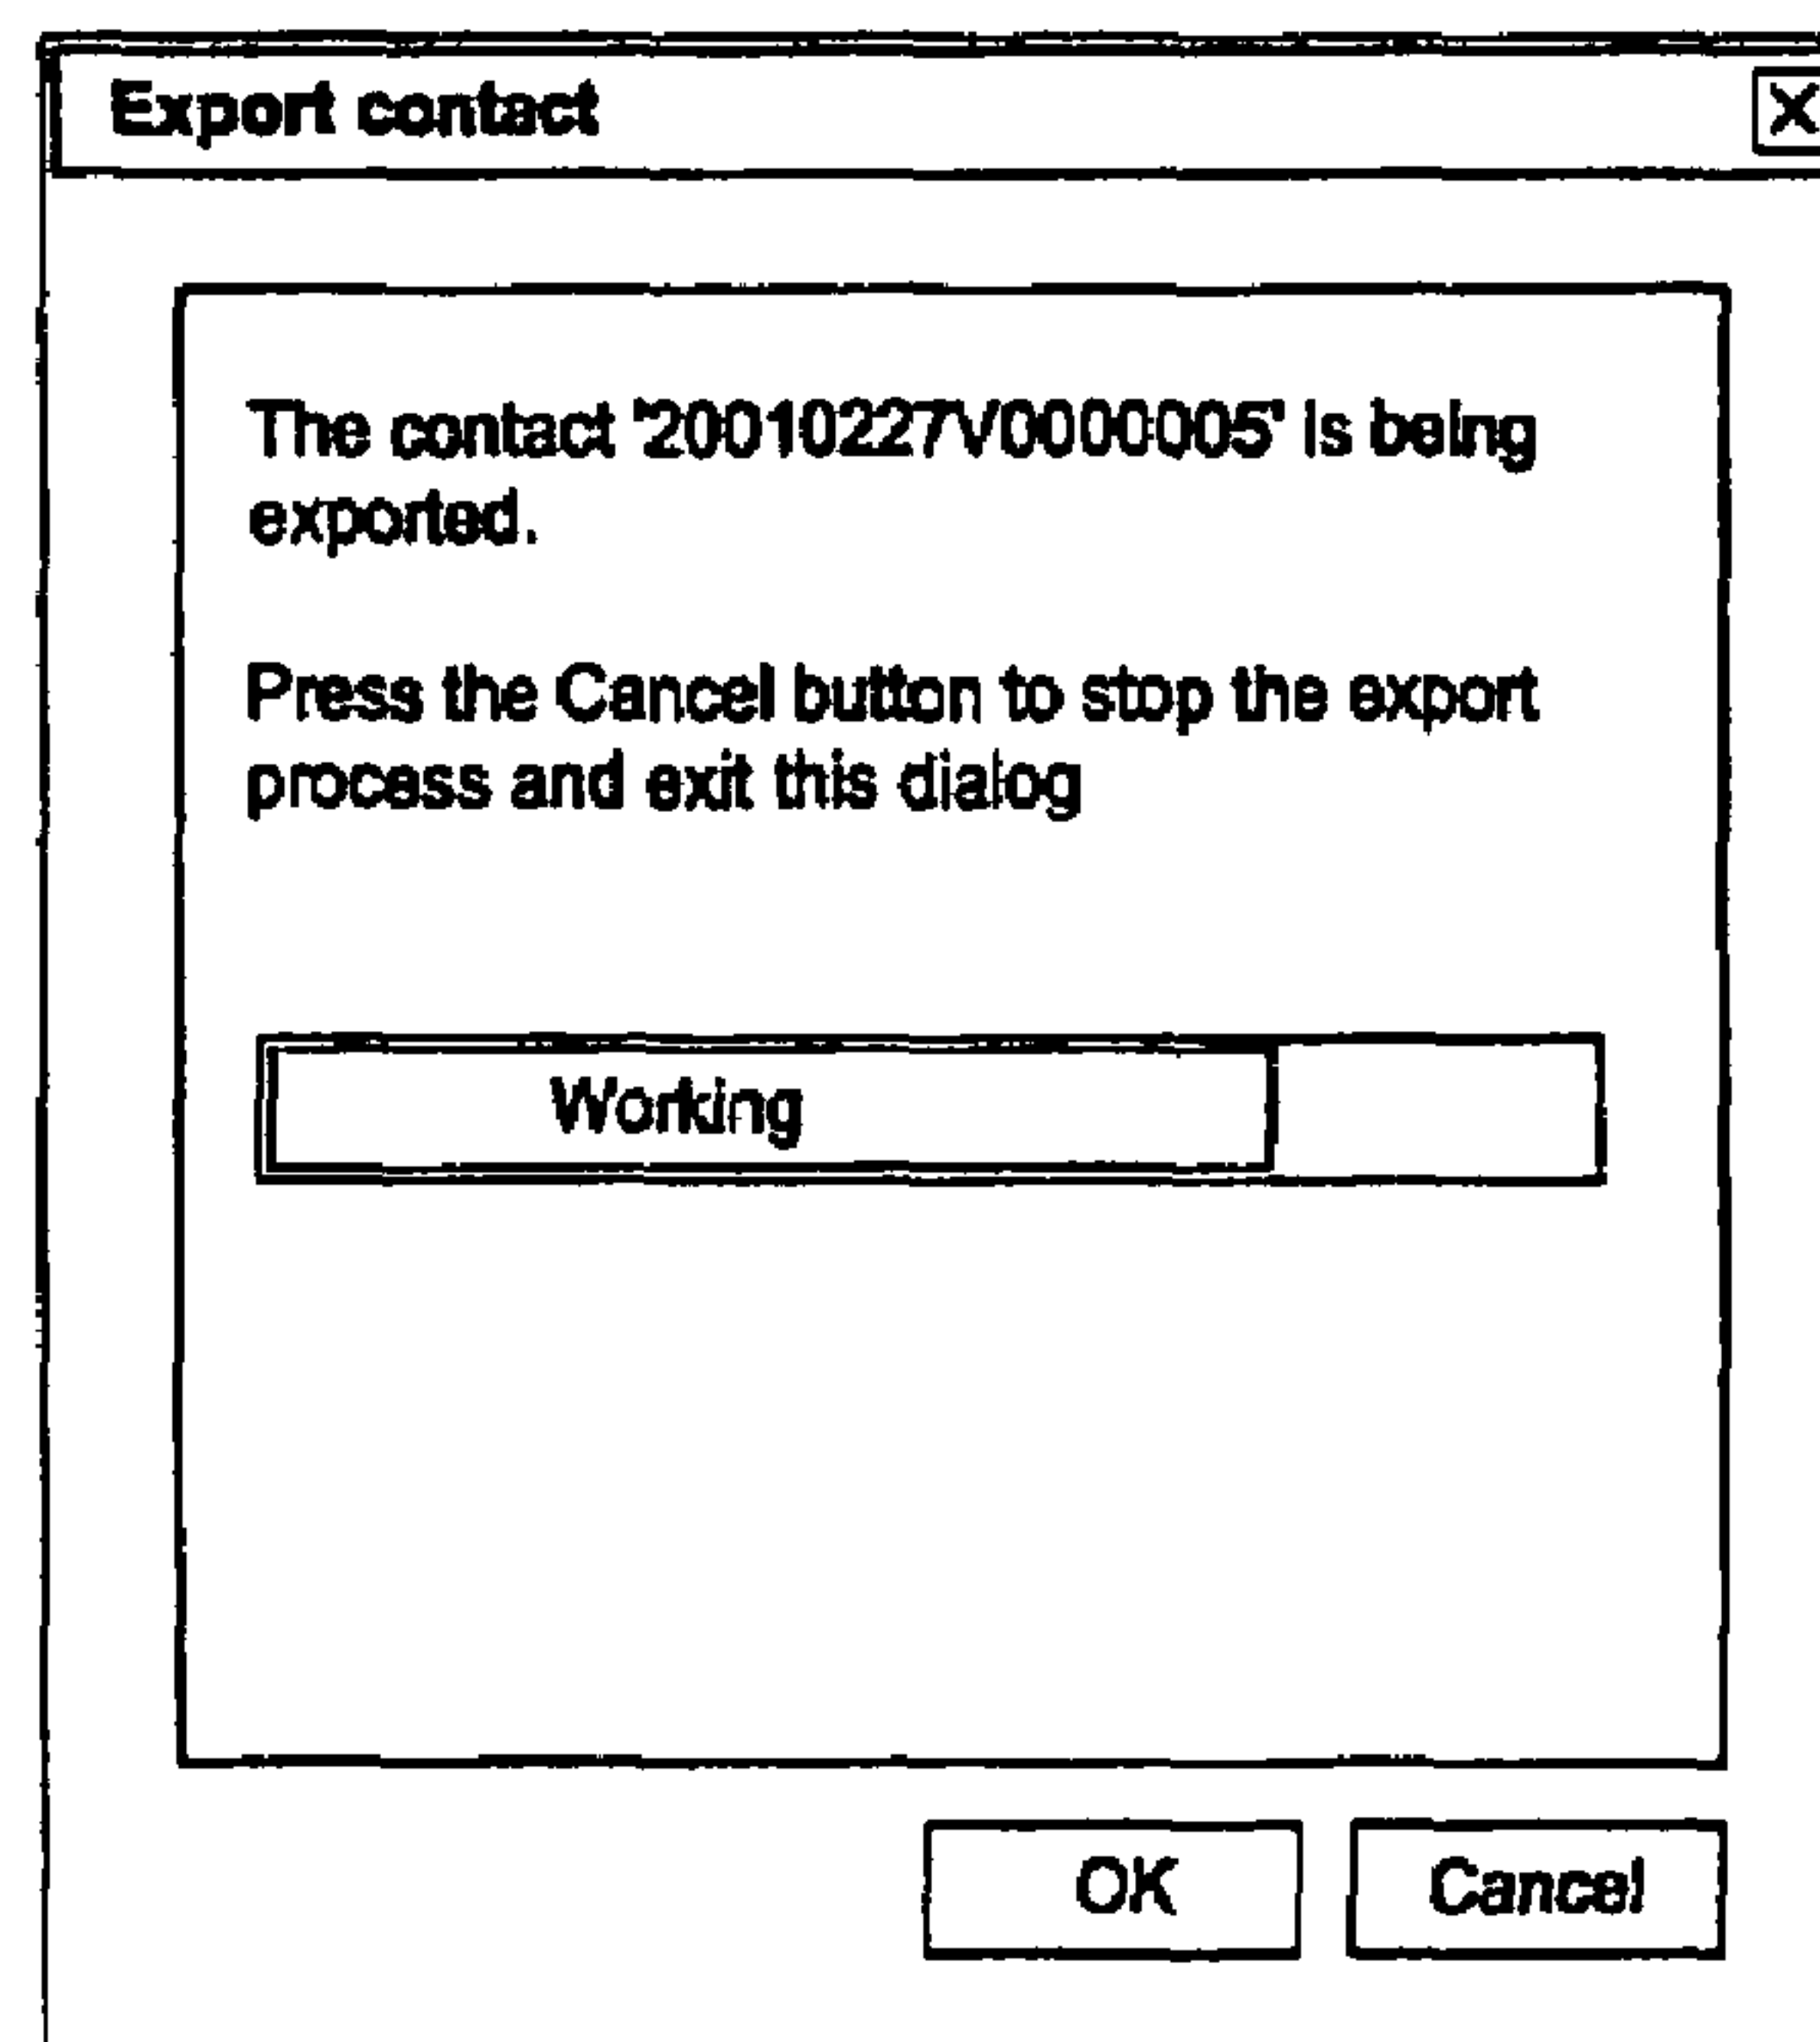 Export contact X
The contact '20010227V0000005' is being
exported.
Press the Cancel button to stop the export
process and exit this dialog
Working
OK Cancel